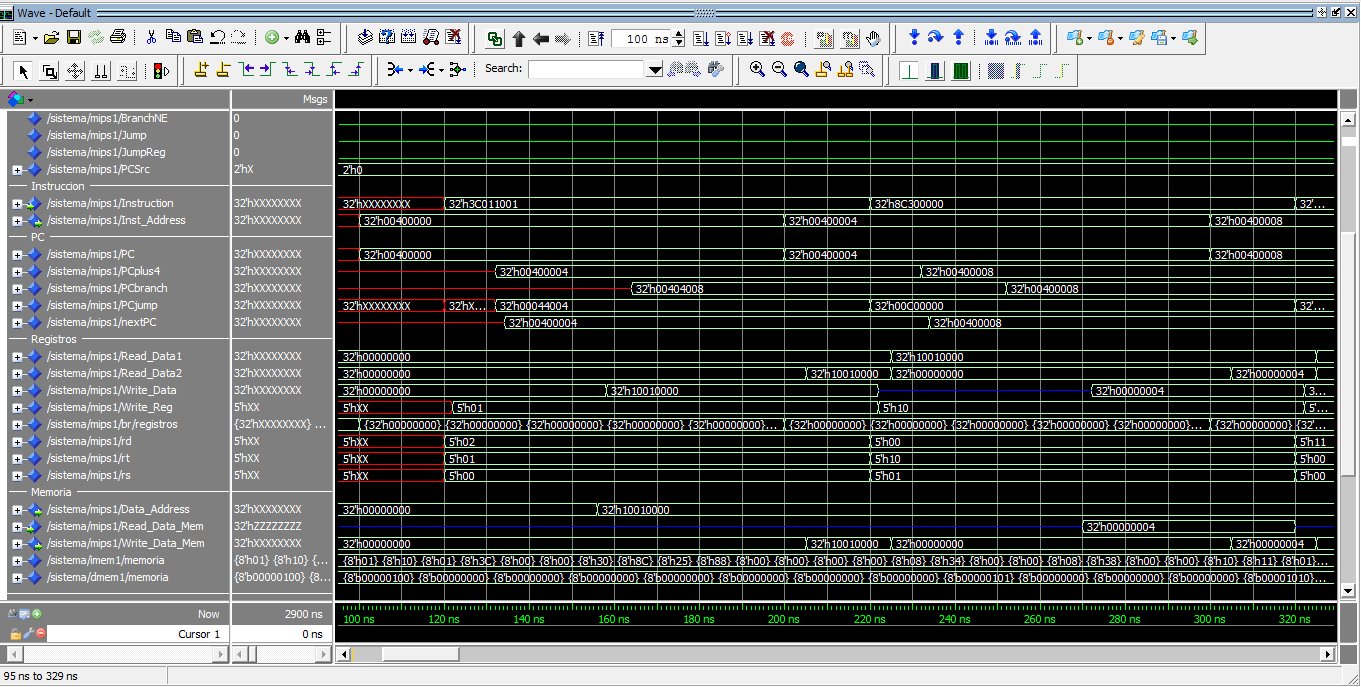 Wave - Default
100 ns
Search:
Msgs
/sistema/mips1/BranchNE 0
/sistema/mips1/Jump 0
/sistema/mips1/JumpReg 0
/sistema/mips1/PCSrc 2'hX 2'h0
Instruccion
/sistema/mips1/Instruction 32'hXXXXXXXX 32'hXXXXXXXX 32'h3C011001 32'h8C300000 32'...
/sistema/mips1/Inst_Address 32'hXXXXXXXX 32'h00400000 32'h00400004 32'h00400008
PC
/sistema/mips1/PC 32'hXXXXXXXX 32'h00400000 32'h00400004 32'h00400008
/sistema/mips1/PCplus4 32'hXXXXXXXX 32'h00400004 32'h00400008
/sistema/mips1/PCbranch 32'hXXXXXXXX 32'h00404008 32'h00400008
/sistema/mips1/PCjump 32'hXXXXXXXX 32'hXXXXXXXX 32'hX... 32'h00044004 32'h00C00000 32'...
/sistema/mips1/nextPC 32'hXXXXXXXX 32'h00400004 32'h00400008
Registros
/sistema/mips1/Read_Data1 32'hXXXXXXXX 32'h00000000 32'h10010000
/sistema/mips1/Read_Data2 32'hXXXXXXXX 32'h00000000 32'h10010000 32'h00000000 32'h00000004
/sistema/mips1/Write_Data 32'hXXXXXXXX 32'h00000000 32'h10010000 32'h00000004 3...
/sistema/mips1/Write_Reg 5'hXX 5'hXX 5'h01 5'h10 5'...
/sistema/mips1/br/registros {32'hXXXXXXXX} ... {32'h00000000} {32'h00000000} {32'h00000000} {32'h00000000} {32'h00000000}... {32'h00000000} {32'h00000000} {32'h00000000} {32'h00000000} {32'h00000000}... {32'h00000000} {32'...
/sistema/mips1/rd 5'hXX 5'hXX 5'h02 5'h00 5'h11
/sistema/mips1/rt 5'hXX 5'hXX 5'h01 5'h10 5'h00
/sistema/mips1/rs 5'hXX 5'hXX 5'h00 5'h01 5'h00
Memoria
/sistema/mips1/Data_Address 32'hXXXXXXXX 32'h00000000 32'h10010000
/sistema/mips1/Read_Data_Mem 32'hZZZZZZZZ 32'h00000004
/sistema/mips1/Write_Data_Mem 32'hXXXXXXXX 32'h00000000 32'h10010000 32'h00000000 32'h00000004
/sistema/mem1/memoria {8'h01} {8'h10} {... {8'h01} {8'h10} {8'h01} {8'h3C} {8'h00} {8'h00} {8'h30} {8'h8C} {8'h25} {8'h88} {8'h00} {8'h00} {8'h00} {8'h08} {8'h34} {8'h00} {8'h00} {8'h08} {8'h38} {8'h00} {8'h00} {8'h10} {8'h11} {8'h01}...
/sistema/dmem1/memoria {8'b00000100} {8... {8'b00000100} {8'b00000000} {8'b00000000} {8'b00000000} {8'b00000000} {8'b00000000} {8'b00000000} {8'b00000000} {8'b00000101} {8'b00000000} {8'b00000000} {8'b00000000} {8'b00001010}...
Now 2900 ns
100 ns 120 ns 140 ns 160 ns 180 ns 200 ns 220 ns 240 ns 260 ns 280 ns 300 ns 320 ns
Cursor 1 0 ns
95 ns to 329 ns